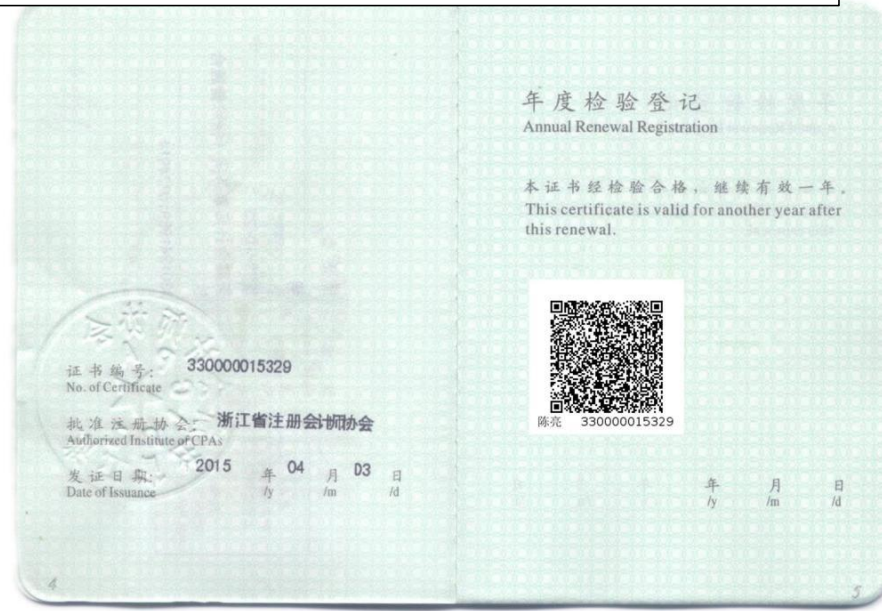 证书编号: 330000015329
No. of Certificate
批准注册协会: 浙江省注册会计师协会
Authorized Institute of CPAs
发证日期: 2015 年 04 月 D3 日
Date of Issuance /y /m /d
4
年度检验登记
Annual Renewal Registration
本证书经检验合格，继续有效一年。
This certificate is valid for another year after
this renewal.
陈亮 330000015329
年 月 日
/y /m /d
5